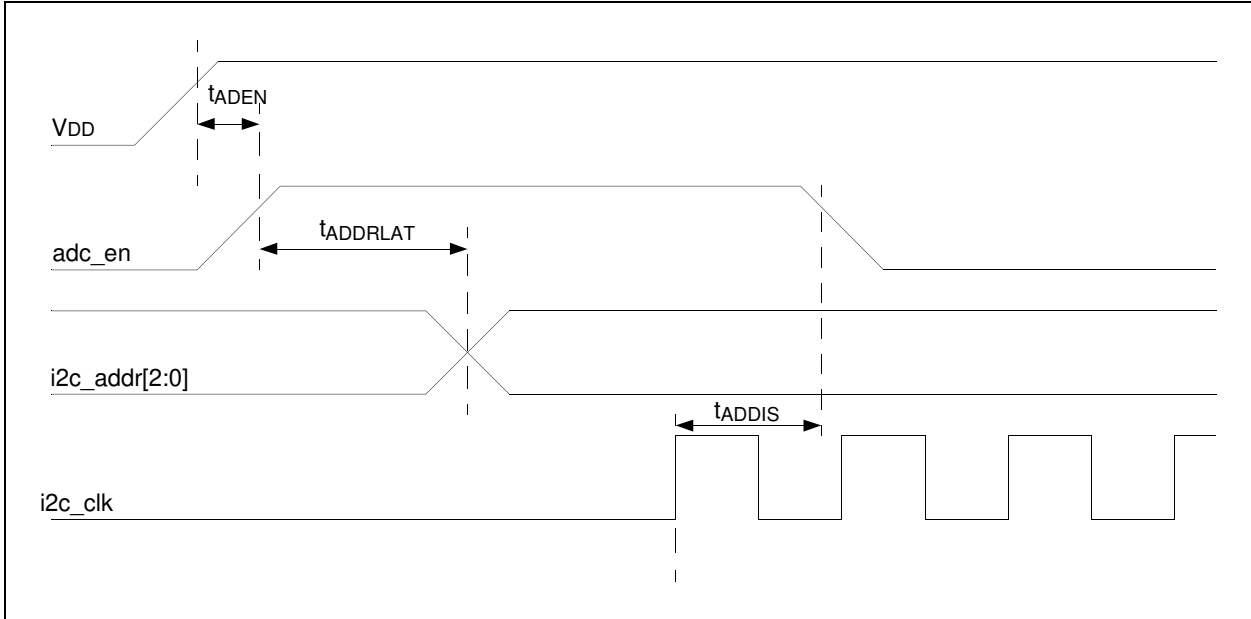 tADEN
VDD
tADDRLAT
adc_en
i2c_addr[2:0]
tADDIS
i2c_clk